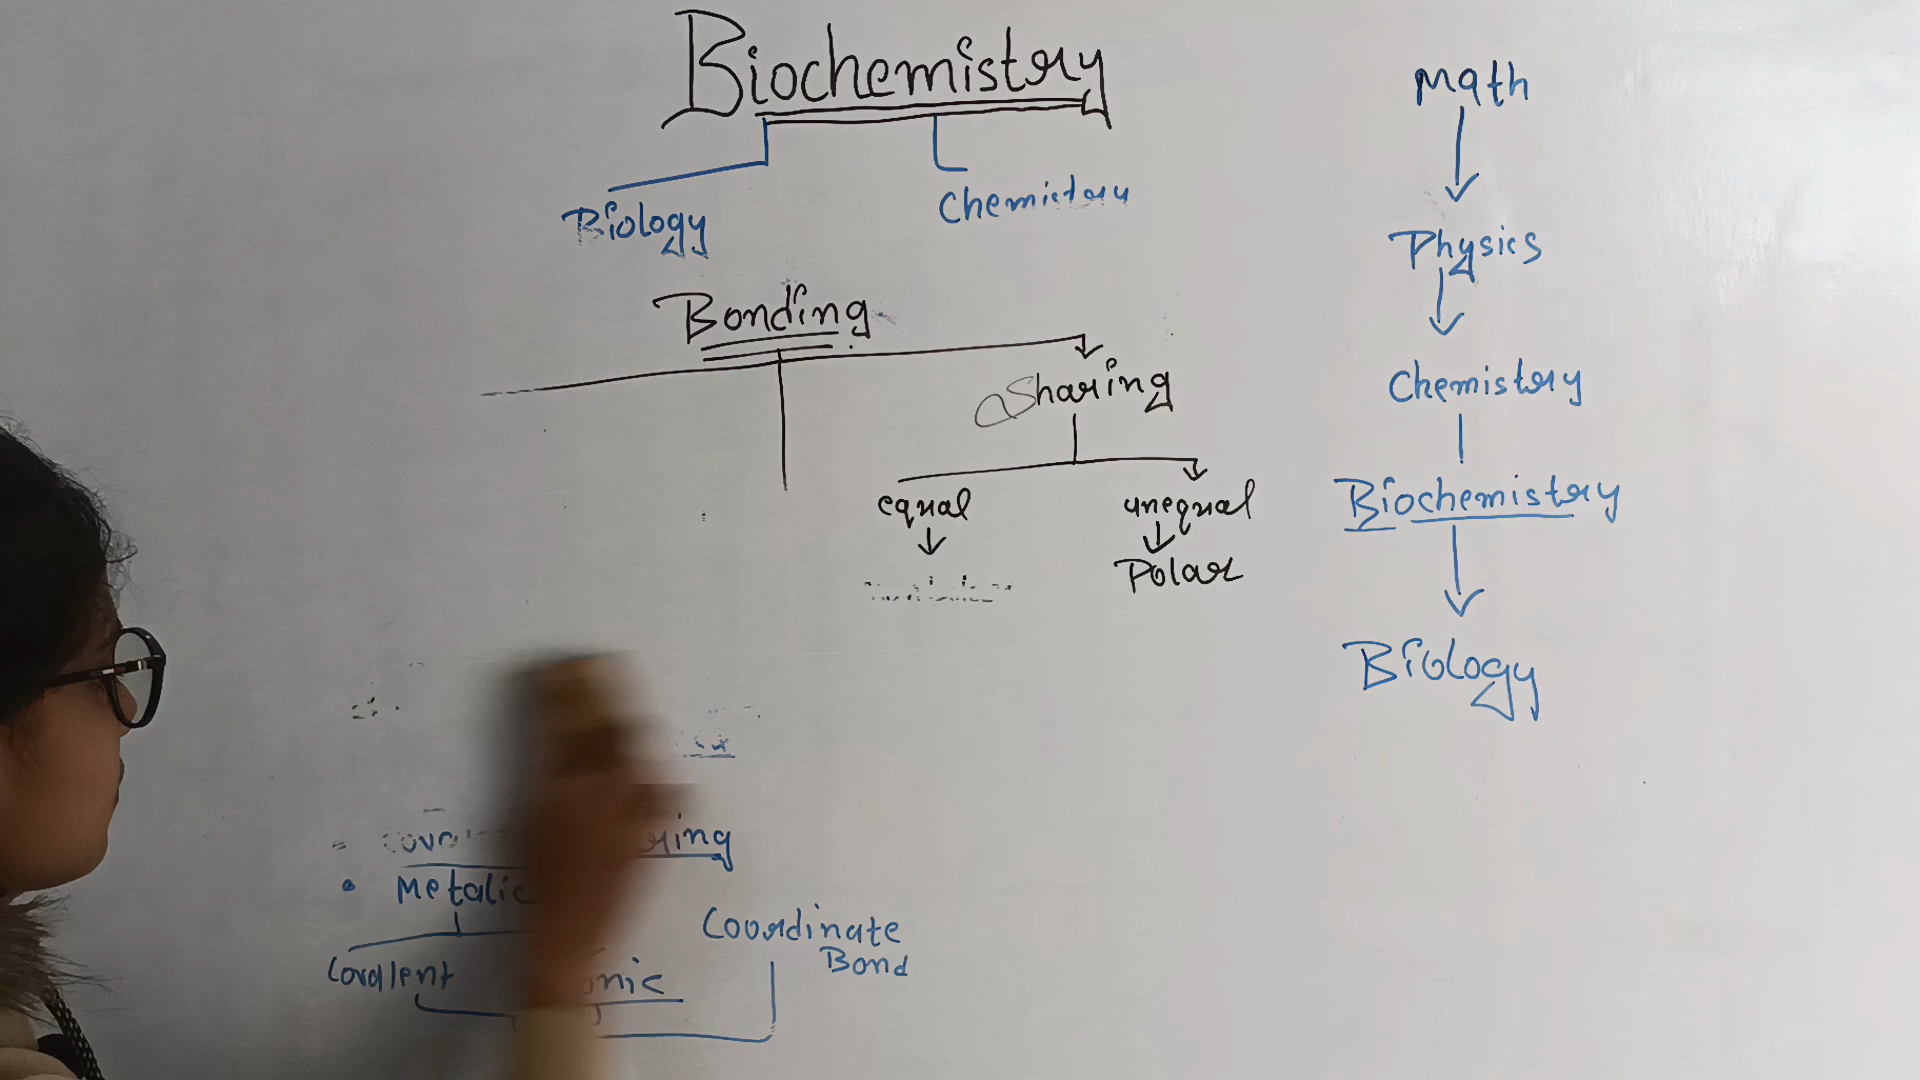 Biochemistry
Biology
Chemistry
Bonding
Sharing
equal
unequal
Polar
Metalic
Coordinate
Bond
Covalent
Math
Physics
Chemistry
Biochemistry
Biology